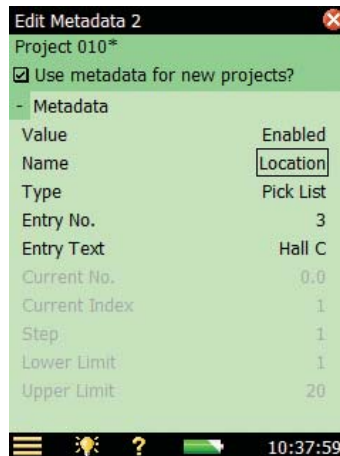 Edit Metadata 2
Project 010*
Use metadata for new projects?
- Metadata
Value Enabled
Name Location
Type Pick List
Entry No. 3
Entry Text Hall C
Current No. 0.0
Current Index 1
Step 1
Lower Limit 1
Upper Limit 20
? 10:37:59